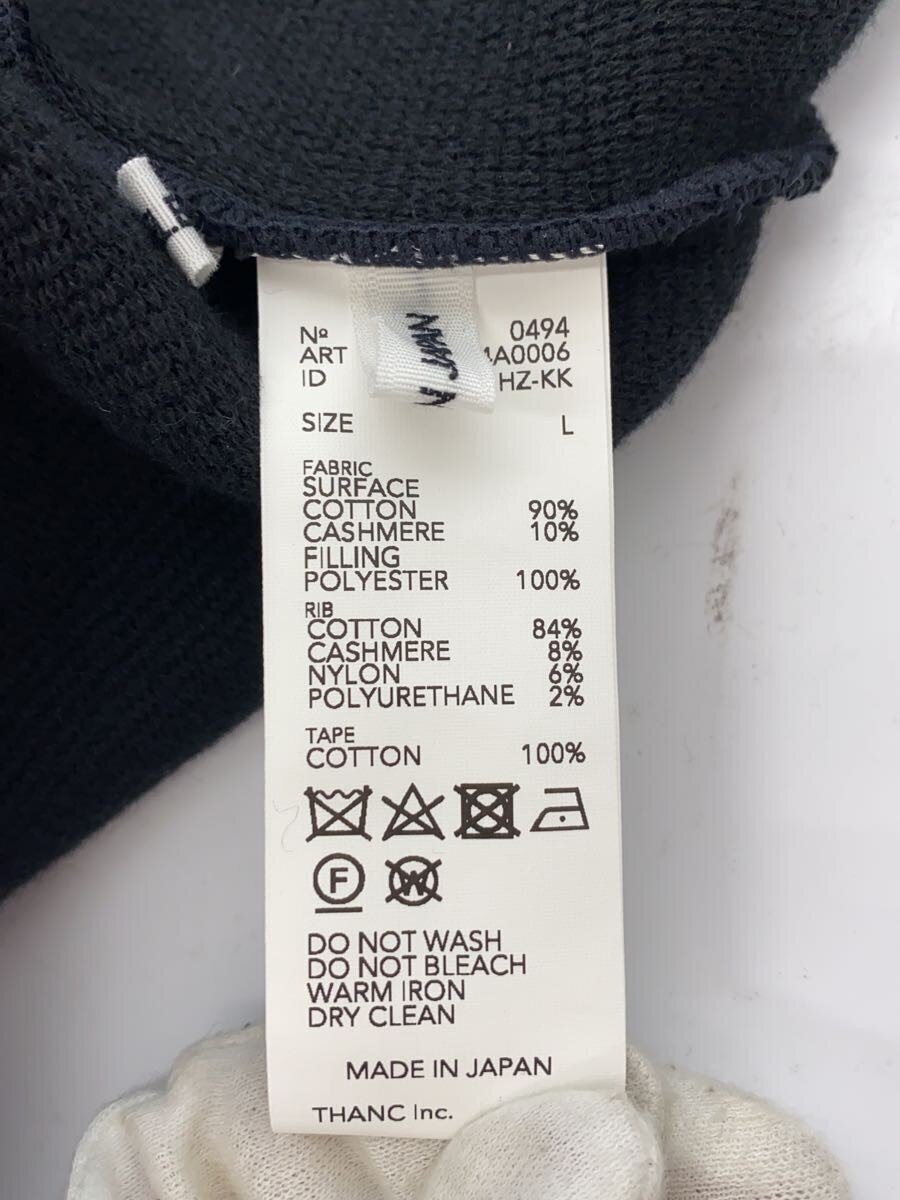 № 0494
ART 4A0006
ID HZ-KK
SIZE L
FABRIC
SURFACE
COTTON 90%
CASHMERE 10%
FILLING
POLYESTER 100%
RIB
COTTON 84%
CASHMERE 8%
NYLON 6%
POLYURETHANE 2%
TAPE
COTTON 100%
F W
DO NOT WASH
DO NOT BLEACH
WARM IRON
DRY CLEAN
MADE IN JAPAN
THANC Inc.